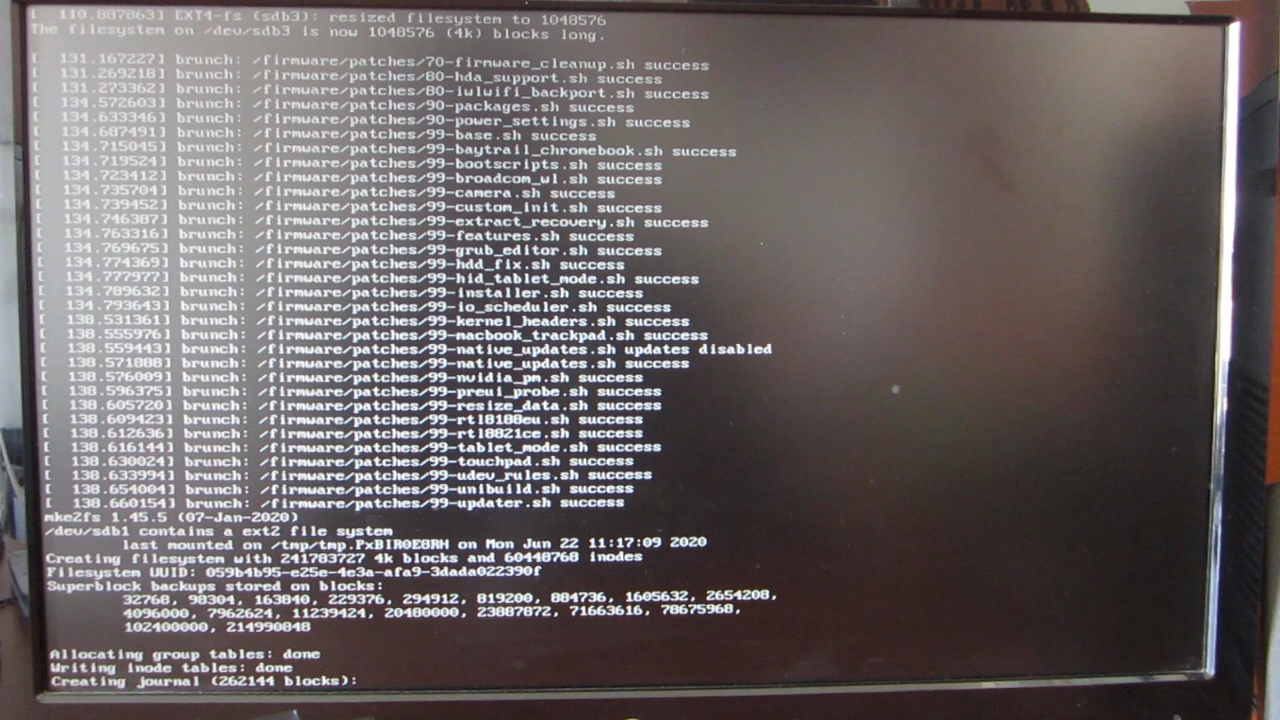 [  110.887863] EXT4-fs (sdb3): resized filesystem to 1048576
The filesystem on /dev/sdb3 is now 1048576 (4k) blocks long.
[  131.167227] brunch: /firmware/patches/70-firmware_cleanup.sh success
[  131.269218] brunch: /firmware/patches/80-hda_support.sh success
[  131.273362] brunch: /firmware/patches/80-iwlwifi_backport.sh success
[  134.572603] brunch: /firmware/patches/90-packages.sh success
[  134.633346] brunch: /firmware/patches/90-power_settings.sh success
[  134.687491] brunch: /firmware/patches/99-base.sh success
[  134.715045] brunch: /firmware/patches/99-baytrail_chromebook.sh success
[  134.719524] brunch: /firmware/patches/99-bootscripts.sh success
[  134.723412] brunch: /firmware/patches/99-broadcom_wl.sh success
[  134.735704] brunch: /firmware/patches/99-camera.sh success
[  134.739452] brunch: /firmware/patches/99-custom_init.sh success
[  134.746387] brunch: /firmware/patches/99-extract_recovery.sh success
[  134.763316] brunch: /firmware/patches/99-features.sh success
[  134.769675] brunch: /firmware/patches/99-grub_editor.sh success
[  134.774369] brunch: /firmware/patches/99-hdd_fix.sh success
[  134.777977] brunch: /firmware/patches/99-hid_tablet_mode.sh success
[  134.789632] brunch: /firmware/patches/99-installer.sh success
[  134.793643] brunch: /firmware/patches/99-io_scheduler.sh success
[  138.531361] brunch: /firmware/patches/99-kernel_headers.sh success
[  138.555976] brunch: /firmware/patches/99-macbook_trackpad.sh success
[  138.559443] brunch: /firmware/patches/99-native_updates.sh updates disabled
[  138.571888] brunch: /firmware/patches/99-native_updates.sh success
[  138.576009] brunch: /firmware/patches/99-nvidia_pm.sh success
[  138.596375] brunch: /firmware/patches/99-preui_probe.sh success
[  138.605720] brunch: /firmware/patches/99-resize_data.sh success
[  138.609423] brunch: /firmware/patches/99-rtl8188eu.sh success
[  138.612636] brunch: /firmware/patches/99-rtl8821ce.sh success
[  138.616144] brunch: /firmware/patches/99-tablet_mode.sh success
[  138.630024] brunch: /firmware/patches/99-touchpad.sh success
[  138.633994] brunch: /firmware/patches/99-udev_rules.sh success
[  138.654004] brunch: /firmware/patches/99-unibuild.sh success
[  138.660154] brunch: /firmware/patches/99-updater.sh success
mke2fs 1.45.5 (07-Jan-2020)
/dev/sdb1 contains a ext2 file system
last mounted on /tmp/tmp.PxBIR0E8RH on Mon Jun 22 11:17:09 2020
Creating filesystem with 241783727 4k blocks and 60448768 inodes
Filesystem UUID: 059b4b95-e25e-4e3a-afa9-3dada022390f
Superblock backups stored on blocks:
32768, 98304, 163840, 229376, 294912, 819200, 884736, 1605632, 2654208,
4096000, 7962624, 11239424, 20480000, 23887872, 71663616, 78675968,
102400000, 214990848
Allocating group tables: done
Writing inode tables: done
Creating journal (262144 blocks):